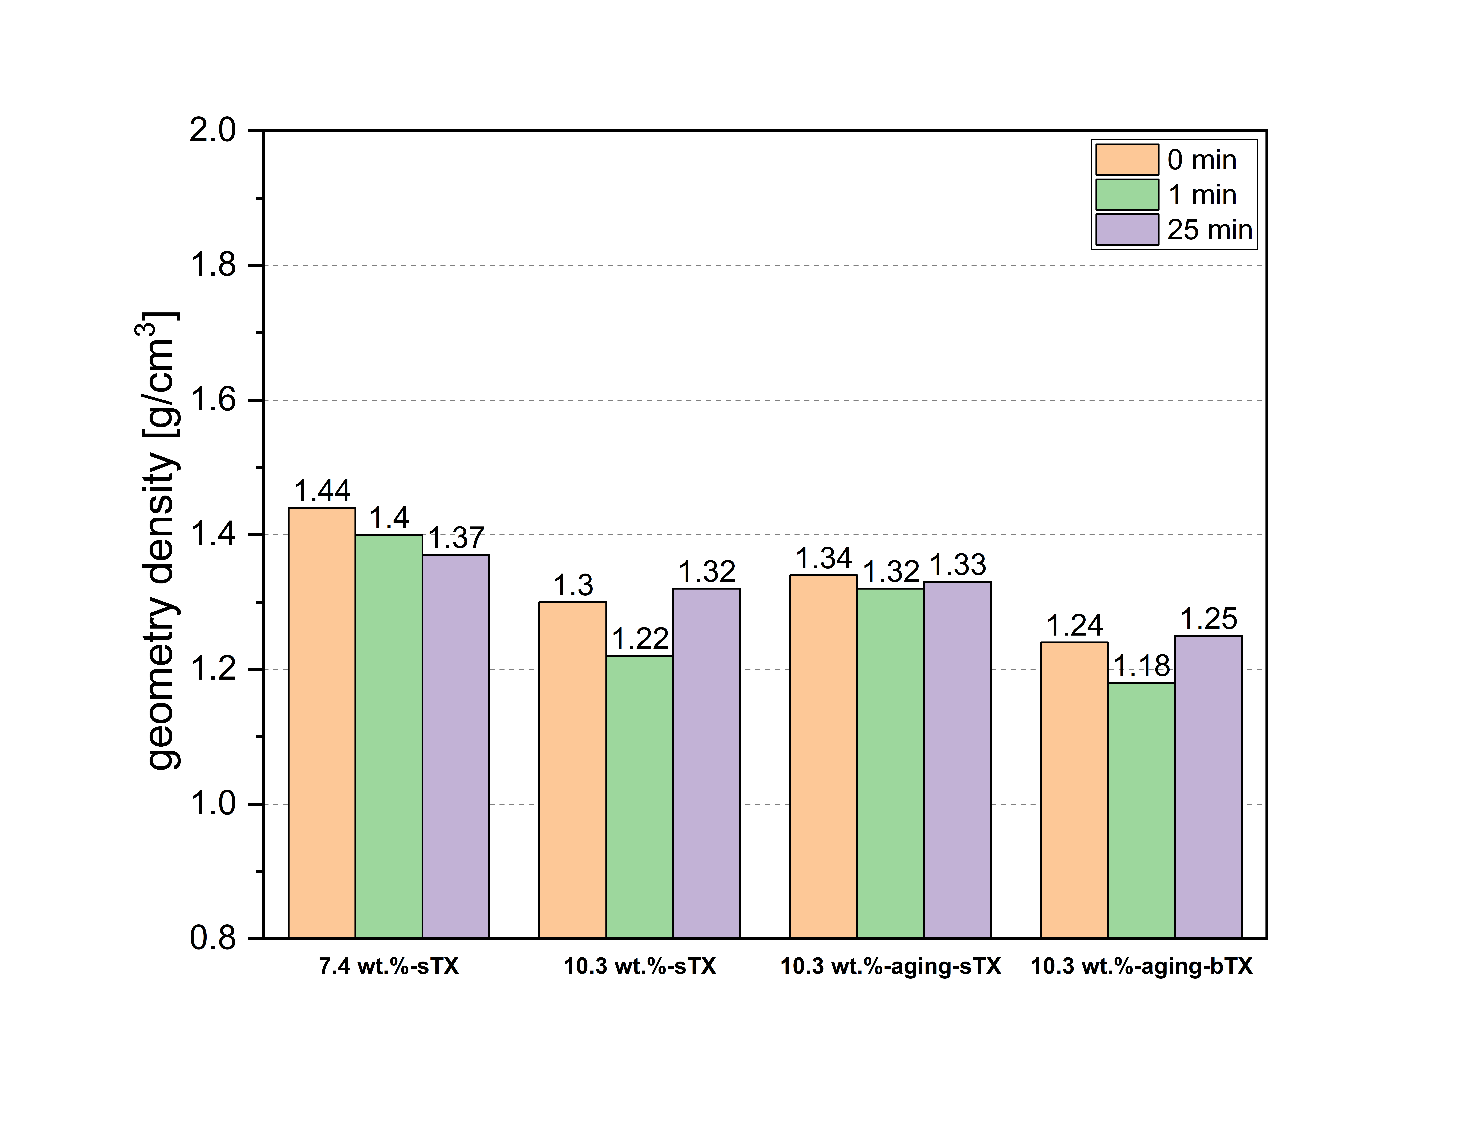 geometry density [g/cm³]
2.0
1.8
1.6
1.4
1.2
1.0
0.8
0 min
1 min
25 min
1.44
1.4
1.37
1.3
1.22
1.32
1.34
1.32
1.33
1.24
1.18
1.25
7.4 wt.%-sTX
10.3 wt.%-sTX
10.3 wt.%-aging-sTX
10.3 wt.%-aging-bTX